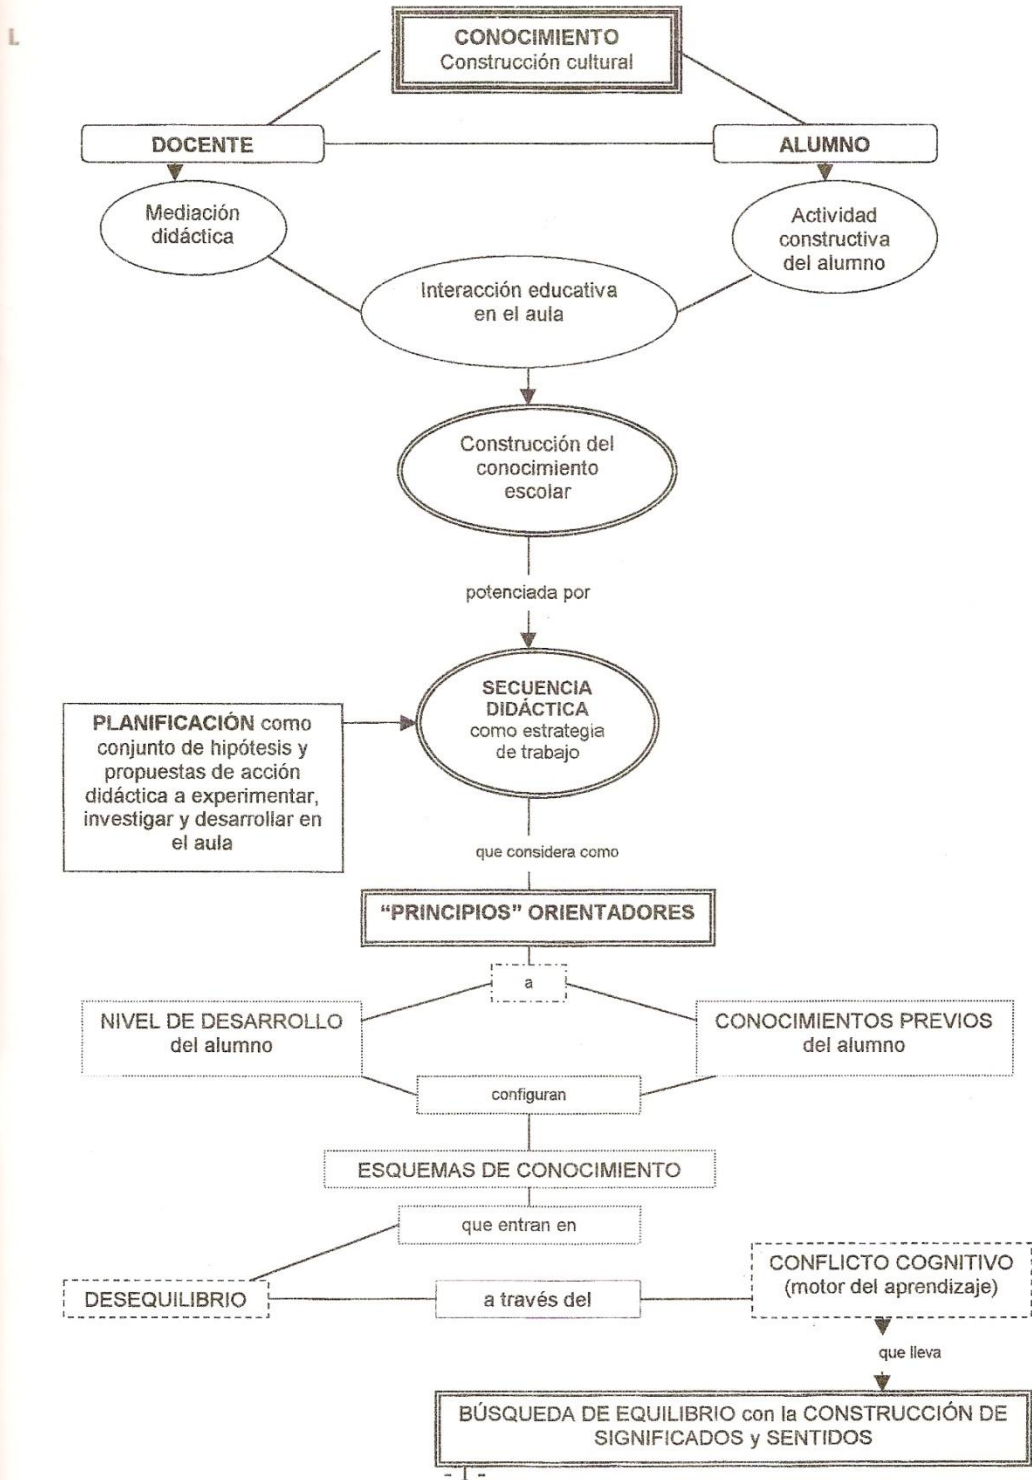 L
CONOCIMIENTO
Construcción cultural
DOCENTE
ALUMNO
Mediación
didáctica
Actividad
constructiva
del alumno
Interacción educativa
en el aula
Construcción del
conocimiento
escolar
potenciada por
SECUENCIA
DIDÁCTICA
como estrategia
de trabajo
PLANIFICACIÓN como
conjunto de hipótesis y
propuestas de acción
didáctica a experimentar,
investigar y desarrollar en
el aula
que considera como
“PRINCIPIOS” ORIENTADORES
a
NIVEL DE DESARROLLO
del alumno
CONOCIMIENTOS PREVIOS
del alumno
configuran
ESQUEMAS DE CONOCIMIENTO
que entran en
DESEQUILIBRIO
a través del
CONFLICTO COGNITIVO
(motor del aprendizaje)
que lleva
BÚSQUEDA DE EQUILIBRIO con la CONSTRUCCIÓN DE
SIGNIFICADOS y SENTIDOS